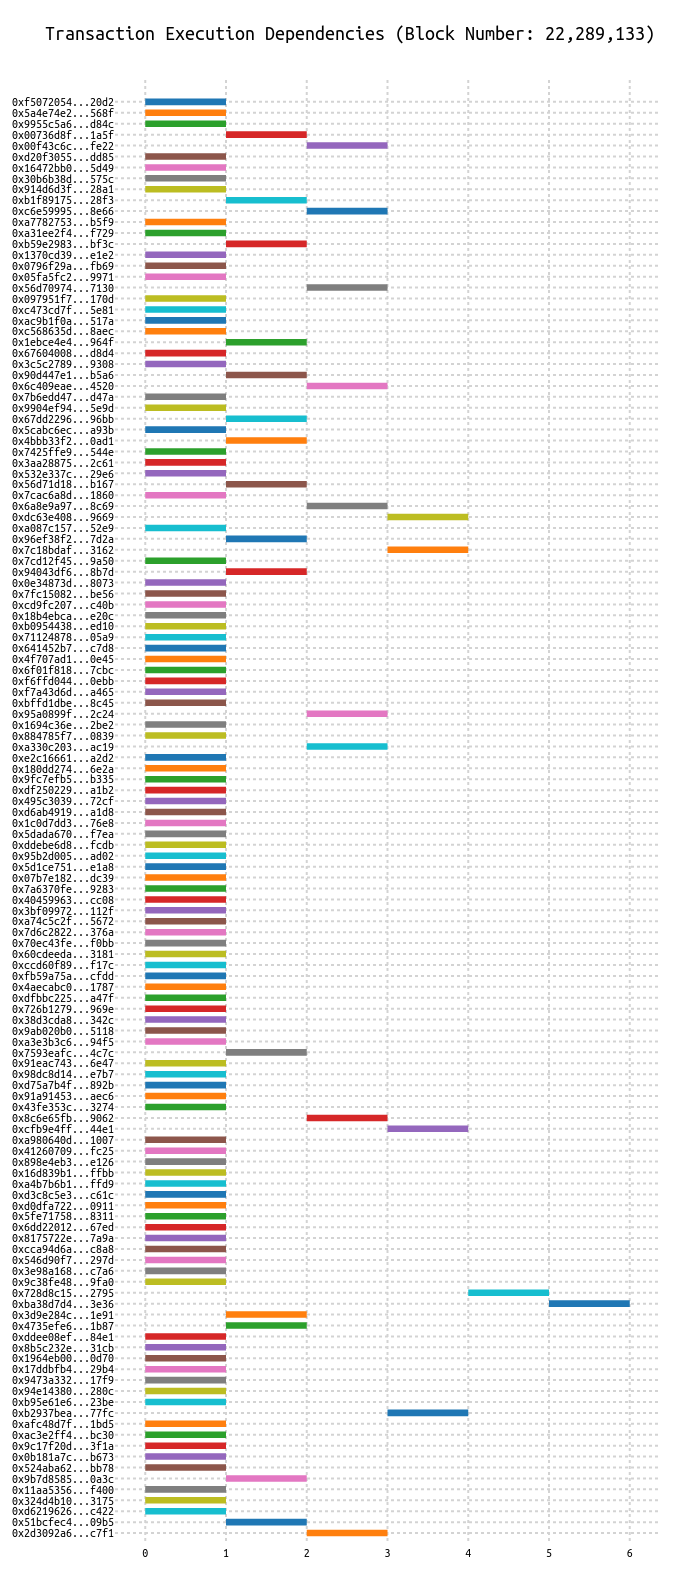 Transaction Execution Dependencies (Block Number: 22,289,133)
0xf5072054...20d2
0x5a4e74e2...568f
0x9955c5a6...d84c
0x00736d8f...1a5f
0x00f43c6c...fe22
0xd20f3055...dd85
0x16472bb0...5d49
0x30b6b38d...575c
0x914d6d3f...28a1
0xb1f89175...28f3
0xc6e59995...8e66
0xa7782753...b5f9
0xa31ee2f4...f729
0xb59e2983...bf3c
0x1370cd39...e1e2
0x0796f29a...fb69
0x05fa5fc2...9971
0x56d70974...7130
0x097951f7...170d
0xc473cd7f...5e81
0xac9b1f0a...517a
0xc568635d...8aec
0x1ebce4e4...964f
0x67604008...d8d4
0x3c5c2789...9308
0x90d447e1...b5a6
0x6c409eae...4520
0x7b6edd47...d47a
0x9904ef94...5e9d
0x67dd2296...96bb
0x5cabc6ec...a93b
0x4bbb33f2...0ad1
0x7425ffe9...544e
0x3aa28875...2c61
0x532e337c...29e6
0x56d71d18...b167
0x7cac6a8d...1860
0x6a8e9a97...8c69
0xdc63e408...9669
0xa087c157...52e9
0x96ef38f2...7d2a
0x7c18bdaf...3162
0x7cd12f45...9a50
0x94043df6...8b7d
0x0e34873d...8073
0x7fc15082...be56
0xcd9fc207...c40b
0x18b4ebca...e20c
0xb0954438...ed10
0x71124878...05a9
0x641452b7...c7d8
0x4f707ad1...0e45
0x6f01f818...7cbc
0xf6ffd044...0ebb
0xf7a43d6d...a465
0xbffd1dbe...8c45
0x95a0899f...2c24
0x1694c36e...2be2
0x884785f7...0839
0xa330c203...ac19
0xe2c16661...a2d2
0x180dd274...6e2a
0x9fc7efb5...b335
0xdf250229...a1b2
0x495c3039...72cf
0xd6ab4919...a1d8
0x1c0d7dd3...76e8
0x5dada670...f7ea
0xddebe6d8...fcdb
0x95b2d005...ad02
0x5d1ce751...e1a8
0x07b7e182...dc39
0x7a6370fe...9283
0x40459963...cc08
0x3bf09972...112f
0xa74c5c2f...5672
0x7d6c2822...376a
0x70ec43fe...f0bb
0x60cdeeda...3181
0xccd60f89...f17c
0xfb59a75a...cfdd
0x4aecabc0...1787
0xdfbbc225...a47f
0x726b1279...969e
0x38d3cda8...342c
0x9ab020b0...5118
0xa3e3b3c6...94f5
0x7593eafc...4c7c
0x91eac743...6e47
0x98dc8d14...e7b7
0xd75a7b4f...892b
0x91a91453...aec6
0x43fe353c...3274
0x8c6e65fb...9062
0xcfb9e4ff...44e1
0xa980640d...1007
0x41260709...fc25
0x898e4eb3...e126
0x16d839b1...ffbb
0xa4b7b6b1...ffd9
0xd3c8c5e3...c61c
0xd0dfa722...0911
0x5fe71758...8311
0x6dd22012...67ed
0x8175722e...7a9a
0xcca94d6a...c8a8
0x546d90f7...297d
0x3e98a168...c7a6
0x9c38fe48...9fa0
0x728d8c15...2795
0xba38d7d4...3e36
0x3d9e284c...1e91
0x4735efe6...1b87
0xddee08ef...84e1
0x8b5c232e...31cb
0x1964eb00...0d70
0x17ddbfb4...29b4
0x9473a332...17f9
0x94e14380...280c
0xb95e61e6...23be
0xb2937bea...77fc
0xafc48d7f...1bd5
0xac3e2ff4...bc30
0x9c17f20d...3f1a
0x0b181a7c...b673
0x524aba62...bb78
0x9b7d8585...0a3c
0x11aa5356...f400
0x324d4b10...3175
0xd6219626...c422
0x51bcfec4...09b5
0x2d3092a6...c7f1
0 1 2 3 4 5 6